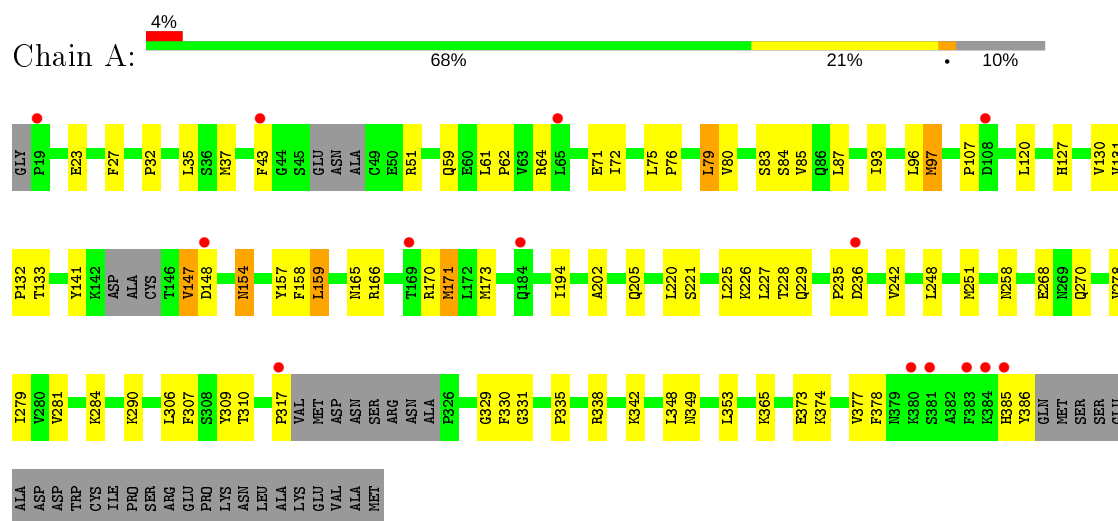 4%
Chain A:
68% 21% • 10%
GLY P19 E23 F27 P32 L35 S36 M37 F43 G44 S45 GLU ASN ALA C49 E50 R51 Q59 E60 L61 P62 V63 R64 L65 E71 I72 L75 P76 L79 V80 S83 S84 V85 Q86 L87 I93 L96 M97 P107 D108 L120 H127 V130 V131
P132 T133 Y141 K142 ASP ALA CYS T146 V147 D148 N154 Y157 F158 L159 N165 R166 T169 R170 M171 L172 M173 Q184 I194 A202 Q205 L220 S221 L225 K226 L227 T228 Q229 P235 D236 V242 L248 M251 N258 E268 N269 Q270 V278
I279 V280 V281 K284 K290 L306 F307 S308 Y309 T310 P317 VAL MET ASP ASN SER ARG ASN ALA P326 G329 F330 G331 P335 R338 K342 L348 N349 L353 K365 E373 K374 V377 F378 N379 K380 S381 A382 F383 K384 H385 Y386 GLN MET SER SER GLU
ALA ASP ASP TRP CYS ILE PRO SER ARG GLU PRO LYS ASN LEU ALA LYS GLU VAL ALA MET